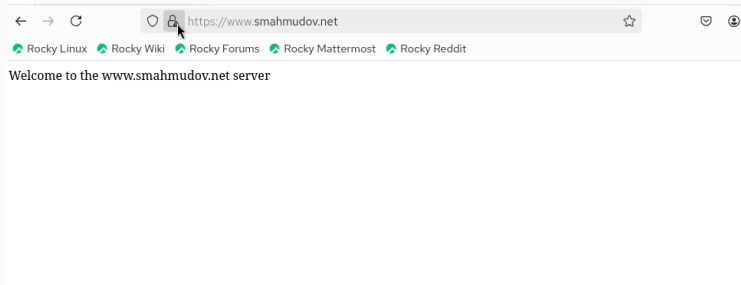 https://www.smahmudov.net
Rocky Linux Rocky Wiki Rocky Forums Rocky Mattermost Rocky Reddit
Welcome to the www.smahmudov.net server